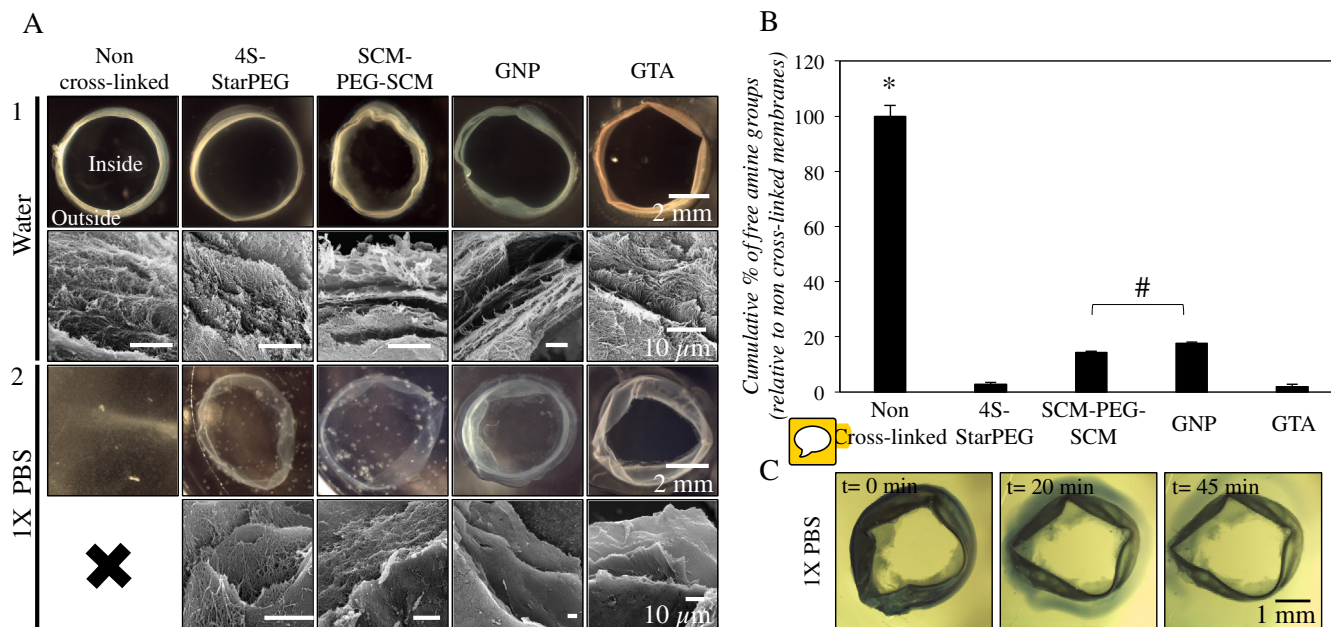 A
Non
cross-linked
4S-
StarPEG
SCM-
PEG-SCM
GNP
GTA
1
Water
Inside
Outside
2 mm
10 µm
2
1X PBS
2 mm
10 µm
B
Cumulative % of free amine groups
(relative to non cross-linked membranes)
120
100
80
60
40
20
0
*
#
Non
Cross-linked
4S-
StarPEG
SCM-PEG-
SCM
GNP
GTA
C
1X PBS
t= 0 min
t= 20 min
t= 45 min
1 mm